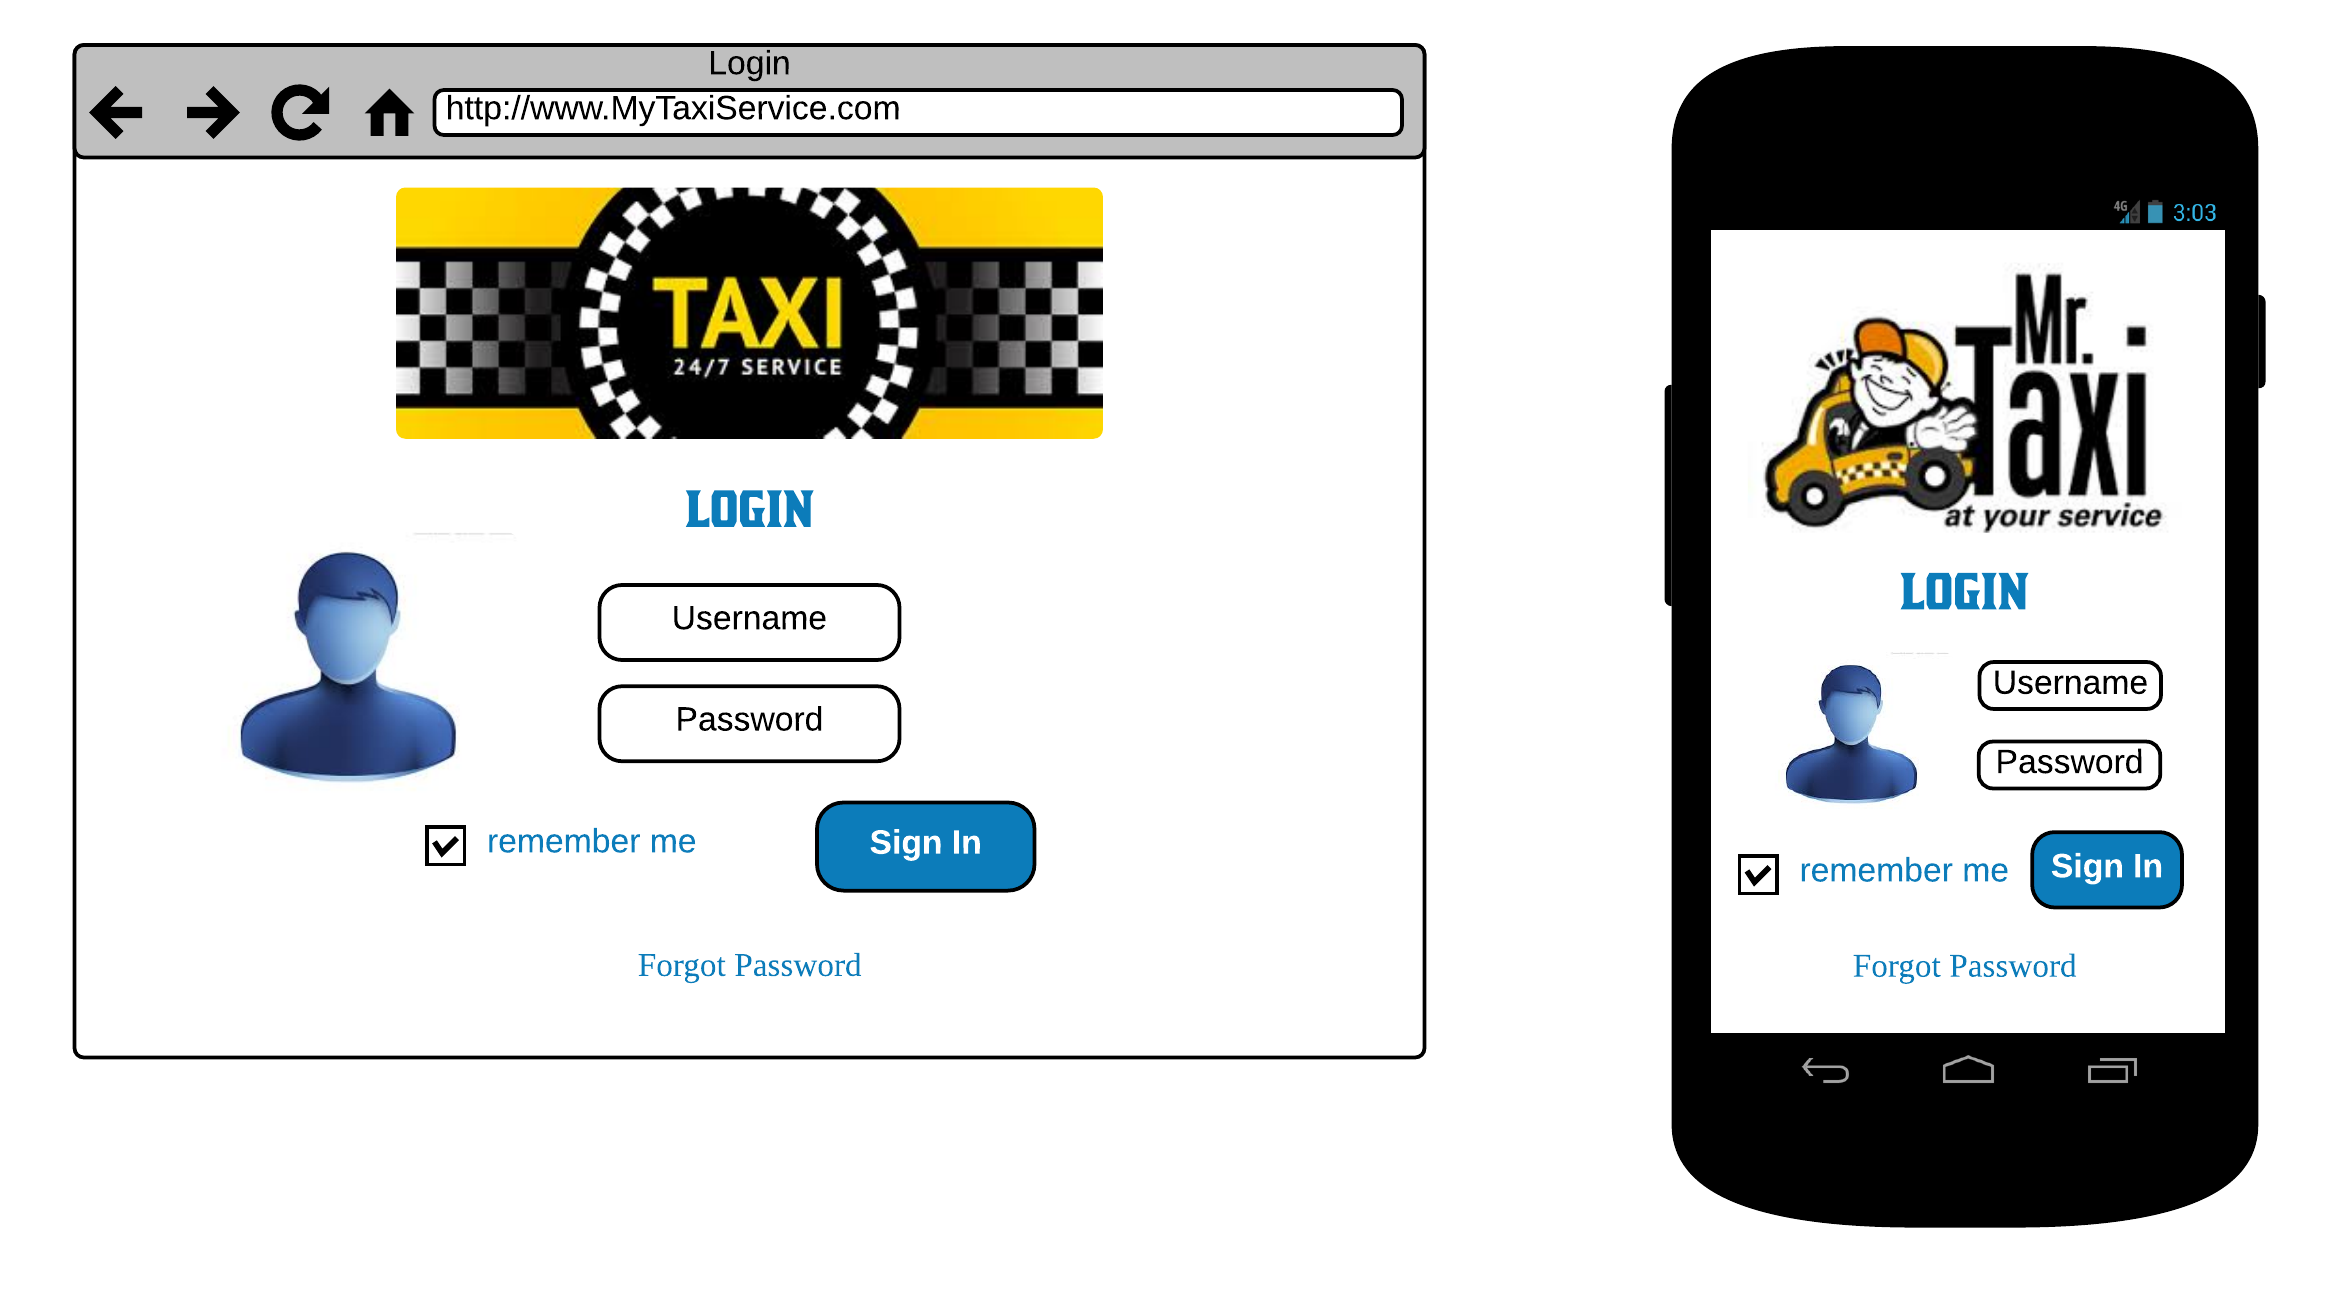 Login
http://www.MyTaxiService.com
TAXI
24/7 SERVICE
LOGIN
Username
Password
remember me
Sign In
Forgot Password
4G
3:03
Mr.
Taxi
at your service
LOGIN
Username
Password
remember me
Sign In
Forgot Password